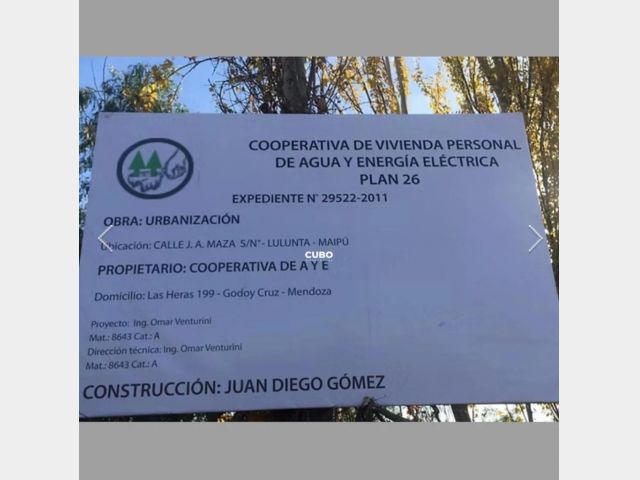 COOPERATIVA DE VIVIENDA PERSONAL
DE AGUA Y ENERGÍA ELÉCTRICA
PLAN 26
EXPEDIENTE N° 29522-2011
OBRA: URBANIZACIÓN
Ubicación: CALLE J. A. MAZA S/N°- LULUNTA - MAIPÚ
CUBO
PROPIETARIO: COOPERATIVA DE A Y E
Domicilio: Las Heras 199 - Godoy Cruz - Mendoza
Proyecto: Ing. Omar Venturini
Mat.: 8643 Cat.: A
Dirección técnica: Ing. Omar Venturini
Mat.: 8643 Cat.: A
CONSTRUCCIÓN: JUAN DIEGO GÓMEZ